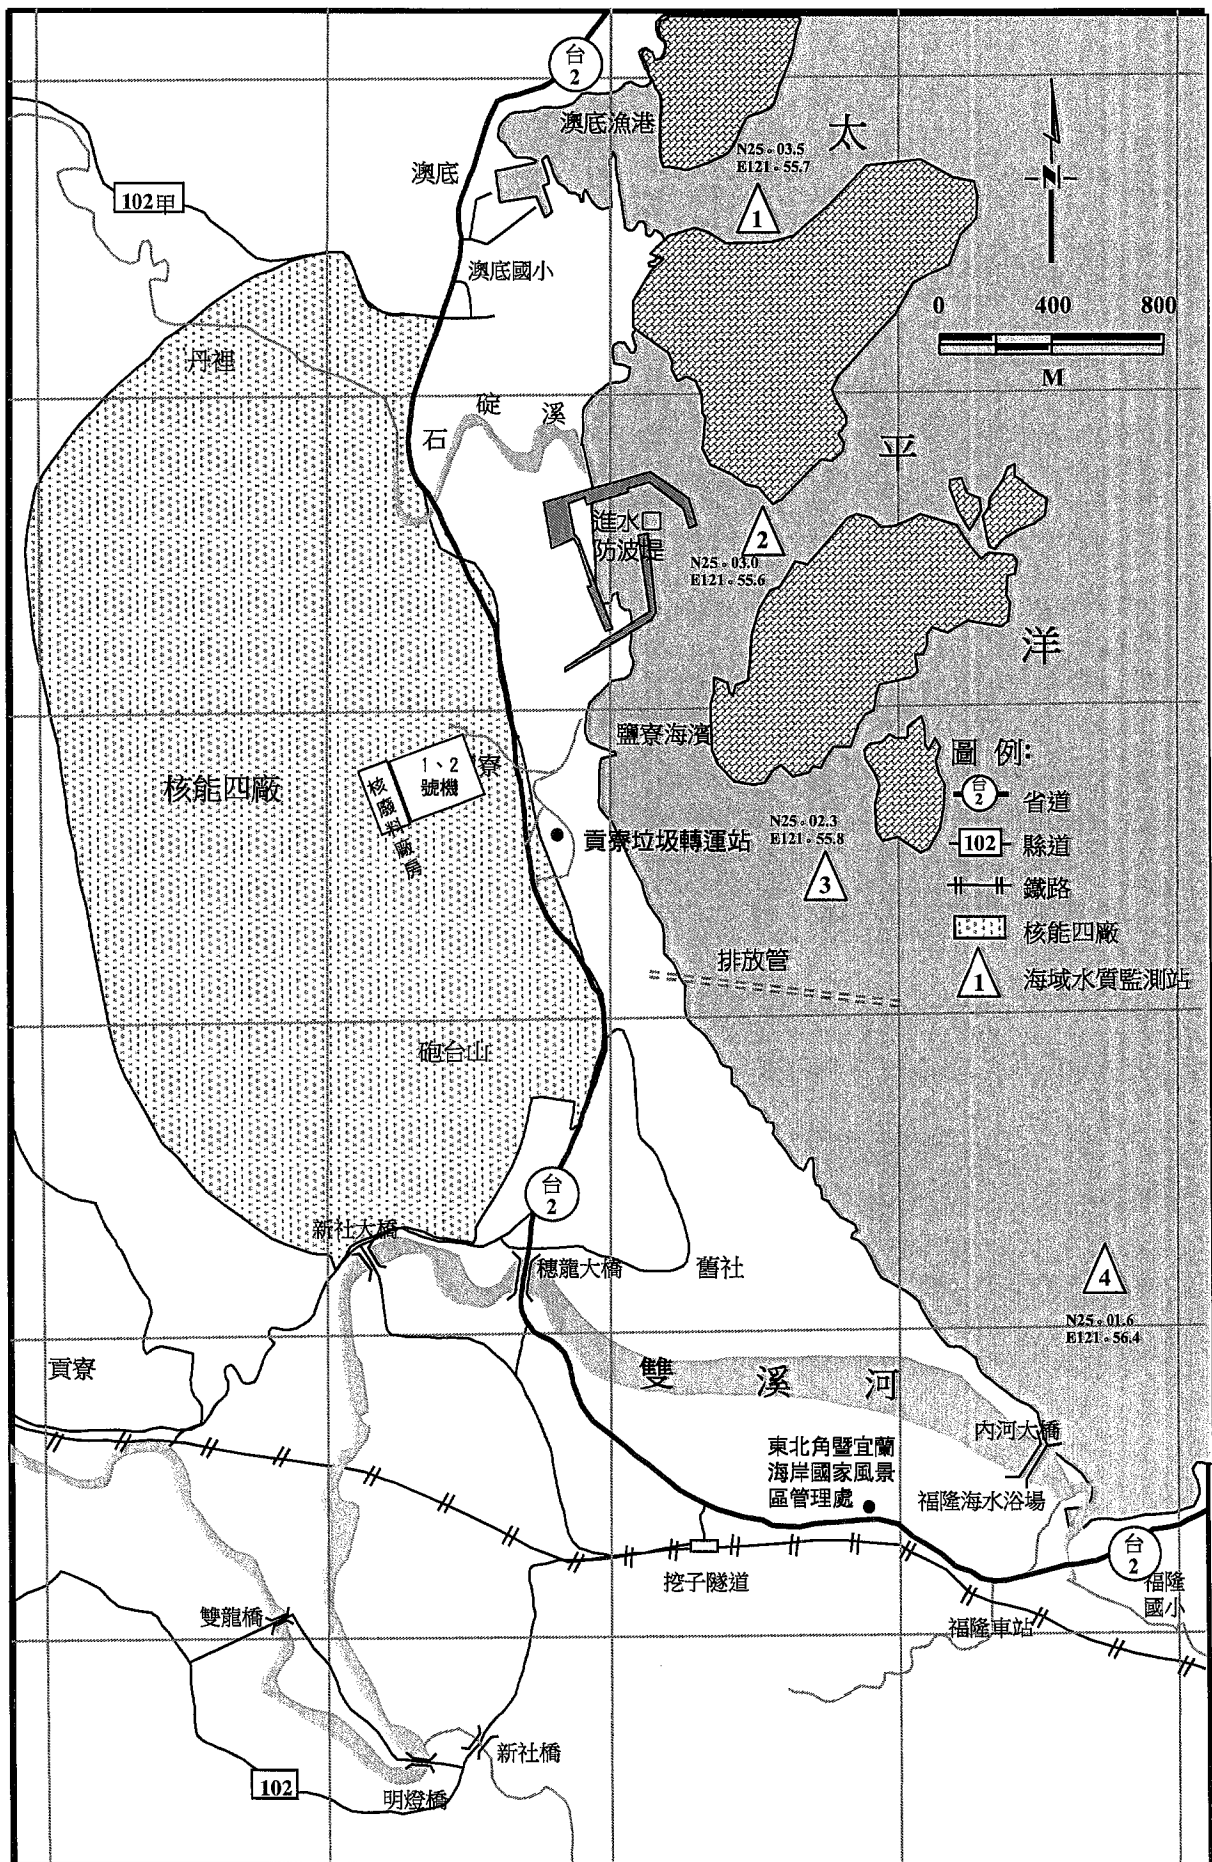 台
2
澳底漁港
太
N25。03.5
E121。55.7
澳底
102甲
1
N
澳底國小
0 400 800
M
丹裡
石 碇 溪
平
進水口
防波堤
2
N25。03.0
E121。55.6
洋
鹽寮海濱
核能四廠
1、2
號機
寮
核廢料廠房
貢寮垃圾轉運站
N25。02.3
E121。55.8
3
圖 例:
台
2
省道
102
縣道
鐵路
核能四廠
1
海域水質監測站
排放管
砲台山
台
2
新社大橋
穗龍大橋
舊社
4
N25。01.6
E121。56.4
貢寮
雙 溪 河
內河大橋
東北角暨宜蘭
海岸國家風景
區管理處
福隆海水浴場
台
2
挖子隧道
福隆
國小
雙龍橋
福隆車站
新社橋
102
明燈橋